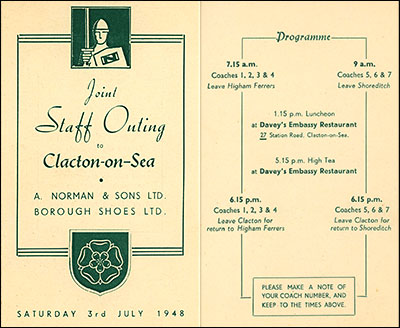 Joint
Staff Outing
to
Clacton-on-Sea
A. NORMAN & SONS LTD.
BOROUGH SHOES LTD.
SATURDAY 3rd JULY 1948
Programme
7.15 a.m.
Coaches 1, 2, 3 & 4
Leave Higham Ferrers
9 a.m.
Coaches 5, 6 & 7
Leave Shoreditch
1.15 p.m. Luncheon
at Davey's Embassy Restaurant
27 Station Road, Clacton-on-Sea.
5.15 p.m. High Tea
at Davey's Embassy Restaurant
6.15 p.m.
Coaches 1, 2, 3 & 4
Leave Clacton for
return to Higham Ferrers
6.15 p.m.
Coaches 5, 6 & 7
Leave Clacton for
return to Shoreditch
PLEASE MAKE A NOTE OF
YOUR COACH NUMBER, AND
KEEP TO THE TIMES ABOVE.